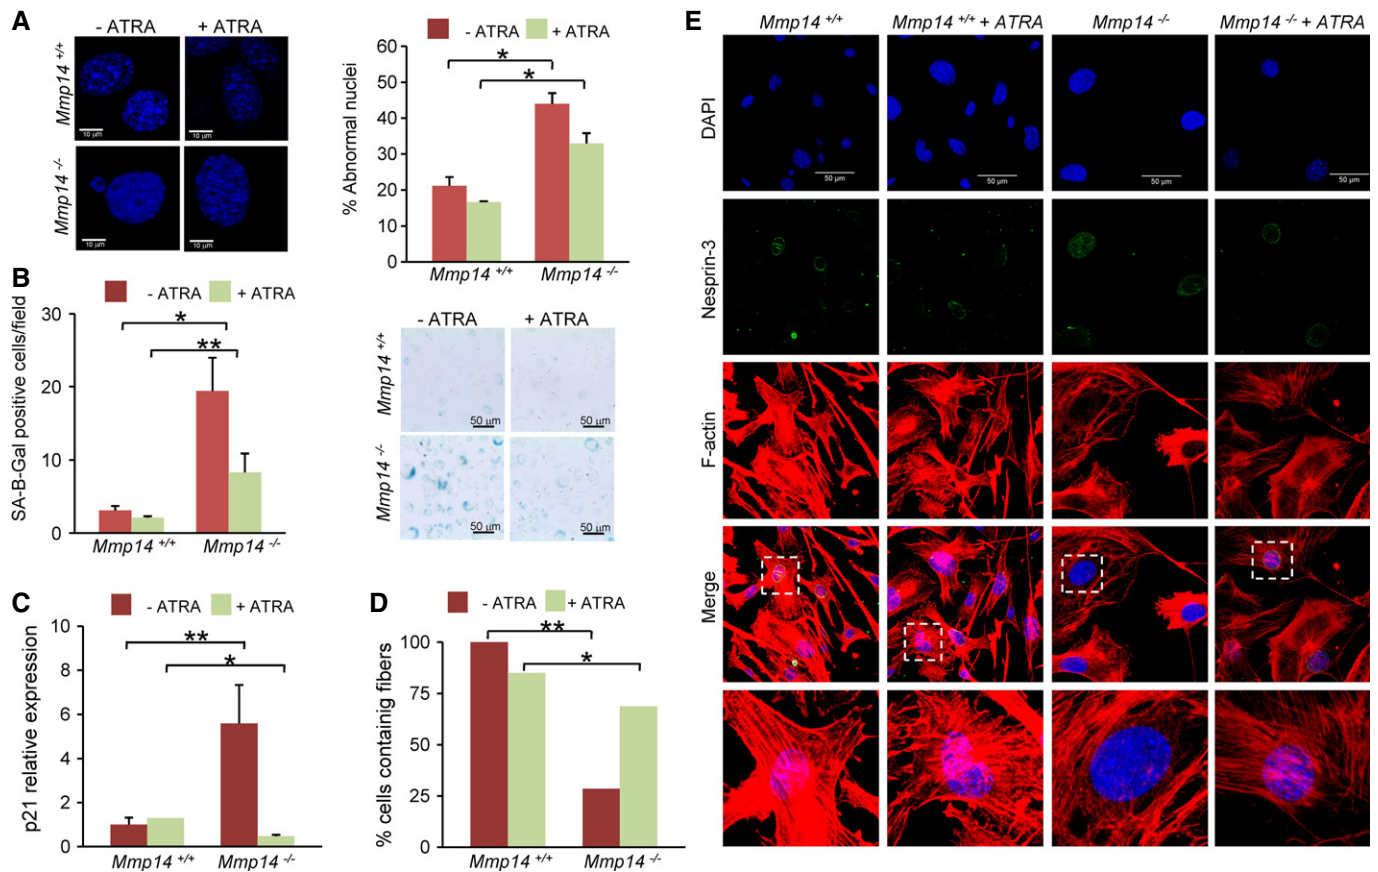 A
- ATRA
+ ATRA
Mmp14 +/+
10 µm
10 µm
Mmp14 -/-
10 µm
10 µm
- ATRA
+ ATRA
% Abnormal nuclei
60
50
40
30
20
10
0
*
*
Mmp14 +/+
Mmp14 -/-
B
- ATRA
+ ATRA
SA-B-Gal positive cells/field
30
20
10
0
*
**
Mmp14 +/+
Mmp14 -/-
- ATRA
+ ATRA
Mmp14 +/+
50 µm
50 µm
Mmp14 -/-
50 µm
50 µm
C
- ATRA
+ ATRA
p21 relative expression
10
8
6
4
2
0
**
*
Mmp14 +/+
Mmp14 -/-
D
- ATRA
+ ATRA
% cells containig fibers
100
75
50
25
0
**
*
Mmp14 +/+
Mmp14 -/-
E
Mmp14 +/+
Mmp14 +/+ + ATRA
Mmp14 -/-
Mmp14 -/- + ATRA
DAPI
50 µm
50 µm
50 µm
50 µm
Nesprin-3
F-actin
Merge